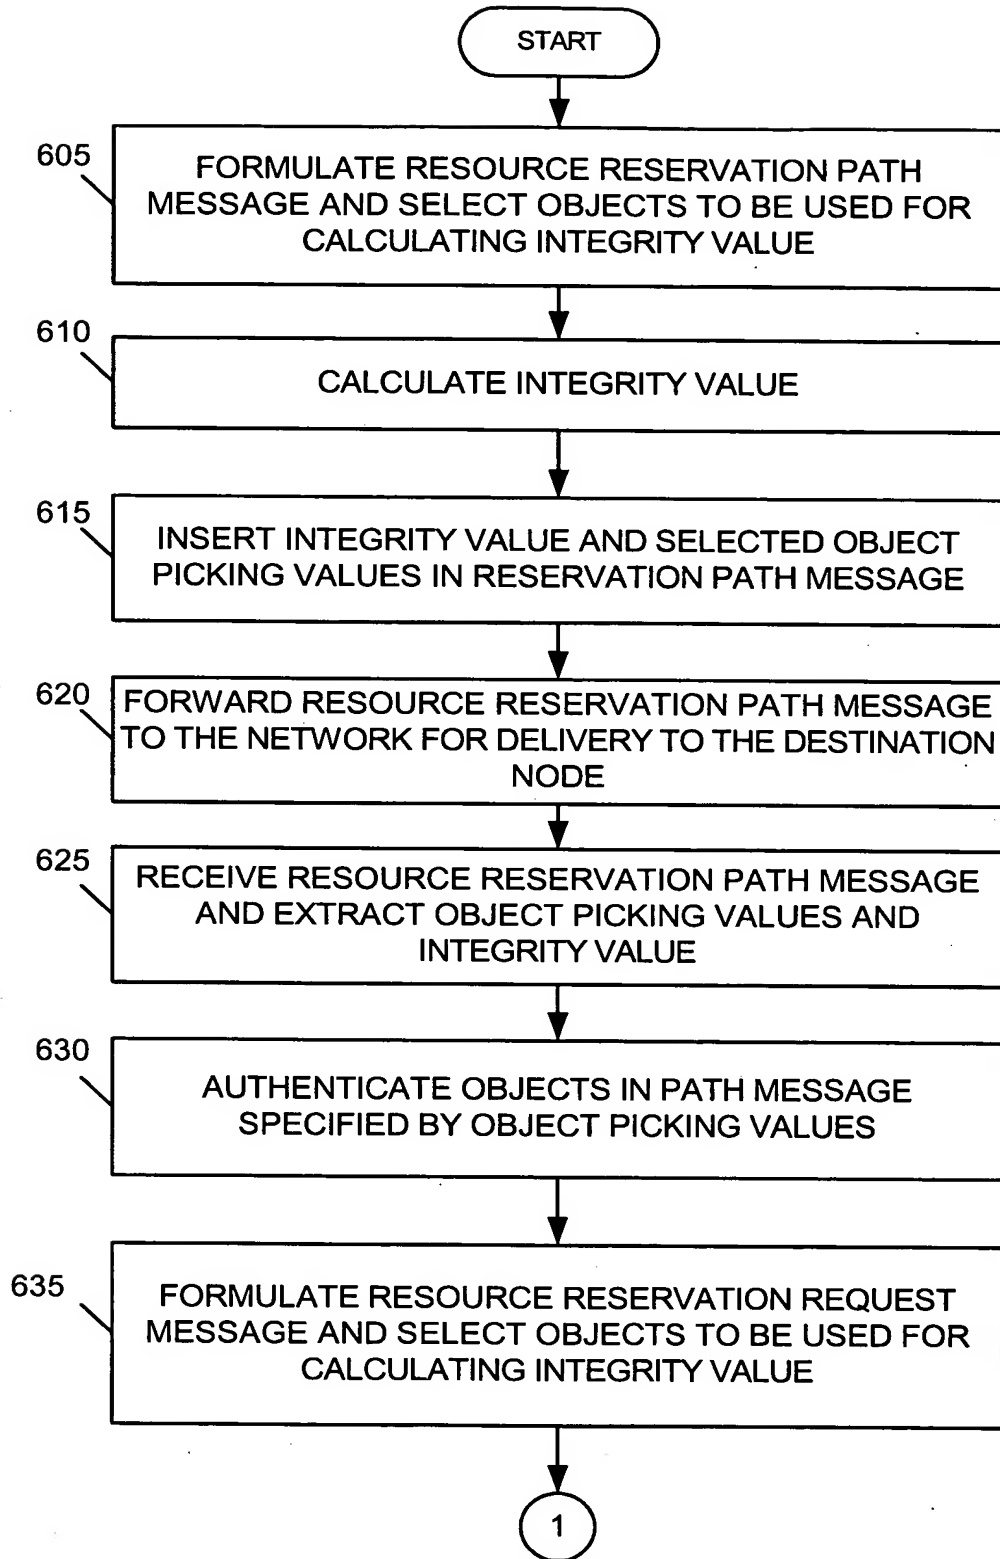 START
605
FORMULATE RESOURCE RESERVATION PATH
MESSAGE AND SELECT OBJECTS TO BE USED FOR
CALCULATING INTEGRITY VALUE
610
CALCULATE INTEGRITY VALUE
615
INSERT INTEGRITY VALUE AND SELECTED OBJECT
PICKING VALUES IN RESERVATION PATH MESSAGE
620
FORWARD RESOURCE RESERVATION PATH MESSAGE
TO THE NETWORK FOR DELIVERY TO THE DESTINATION
NODE
625
RECEIVE RESOURCE RESERVATION PATH MESSAGE
AND EXTRACT OBJECT PICKING VALUES AND
INTEGRITY VALUE
630
AUTHENTICATE OBJECTS IN PATH MESSAGE
SPECIFIED BY OBJECT PICKING VALUES
635
FORMULATE RESOURCE RESERVATION REQUEST
MESSAGE AND SELECT OBJECTS TO BE USED FOR
CALCULATING INTEGRITY VALUE
1